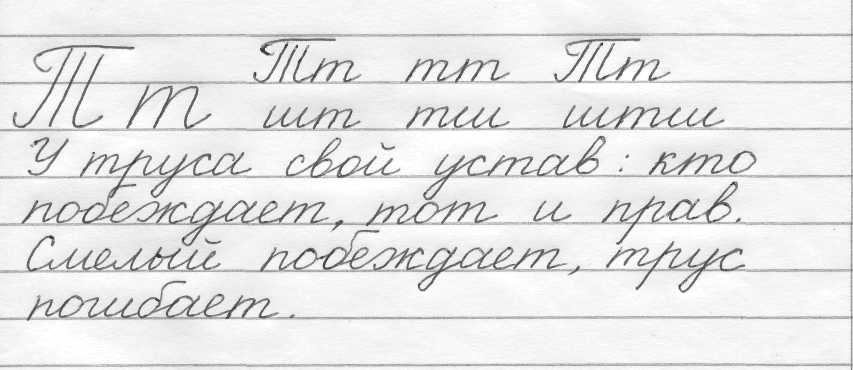 Тт Тт тт Тт
шт тш штш
У труса свой устав: кто
побеждает, тот и прав.
Смелый побеждает, трус
погибает.